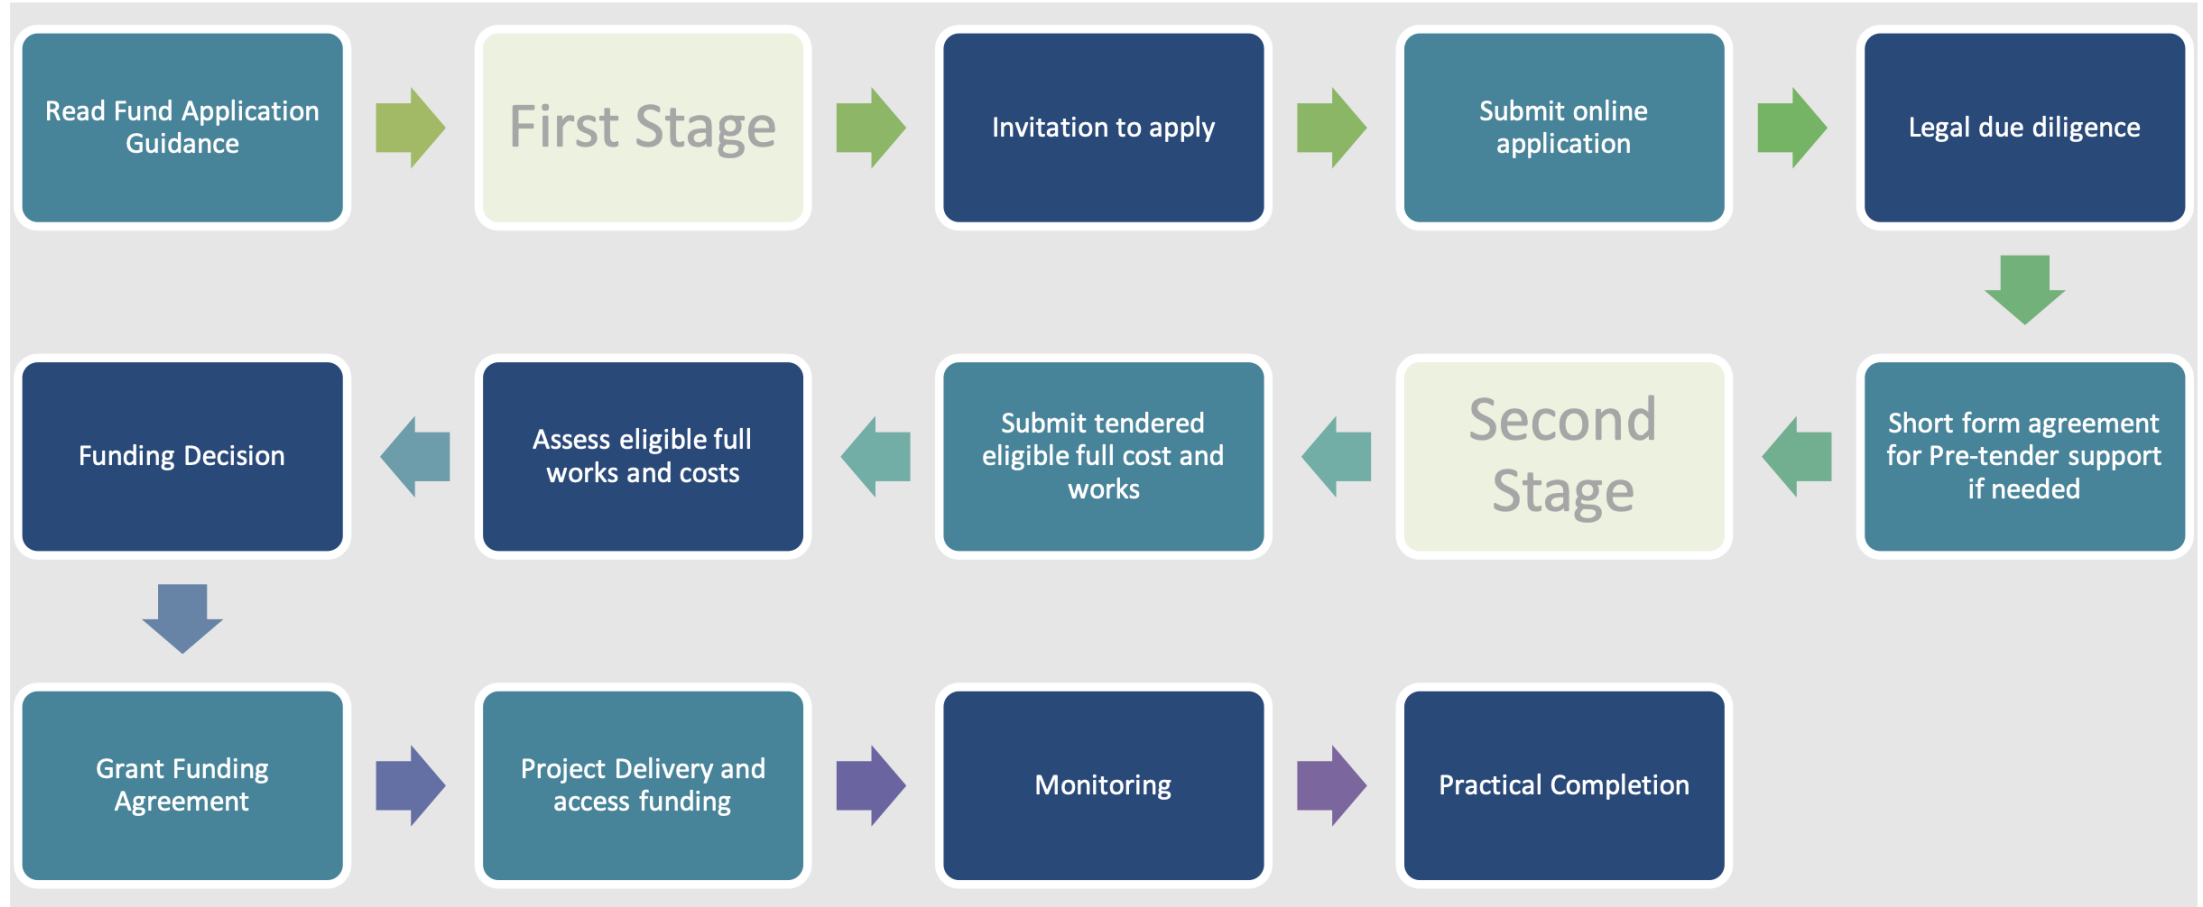 Read Fund Application
Guidance
First Stage
Invitation to apply
Submit online
application
Legal due diligence
Short form agreement
for Pre-tender support
if needed
Second
Stage
Submit tendered
eligible full cost and
works
Assess eligible full
works and costs
Funding Decision
Grant Funding
Agreement
Project Delivery and
access funding
Monitoring
Practical Completion